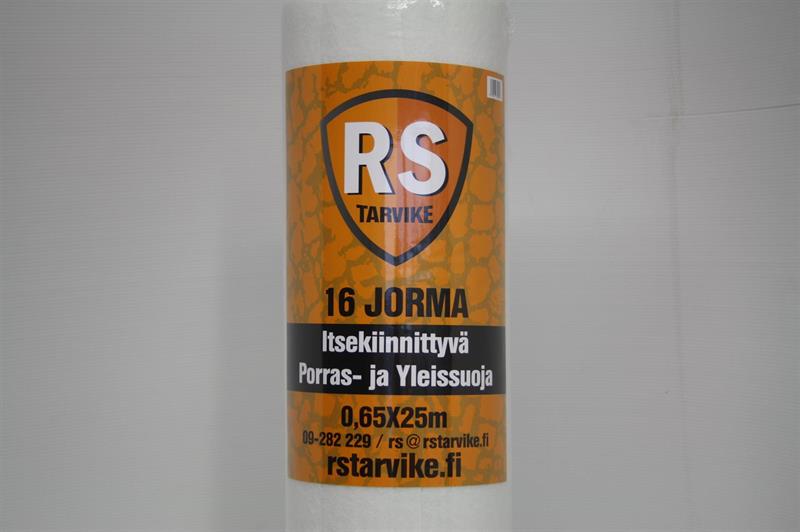 RS
TARVIKE
16 JORMA
Itsekiinnittyvä
Porras- ja Yleissuoja
0,65X25m
09-282 229 / rs@rstarvike.fi
rstarvike.fi